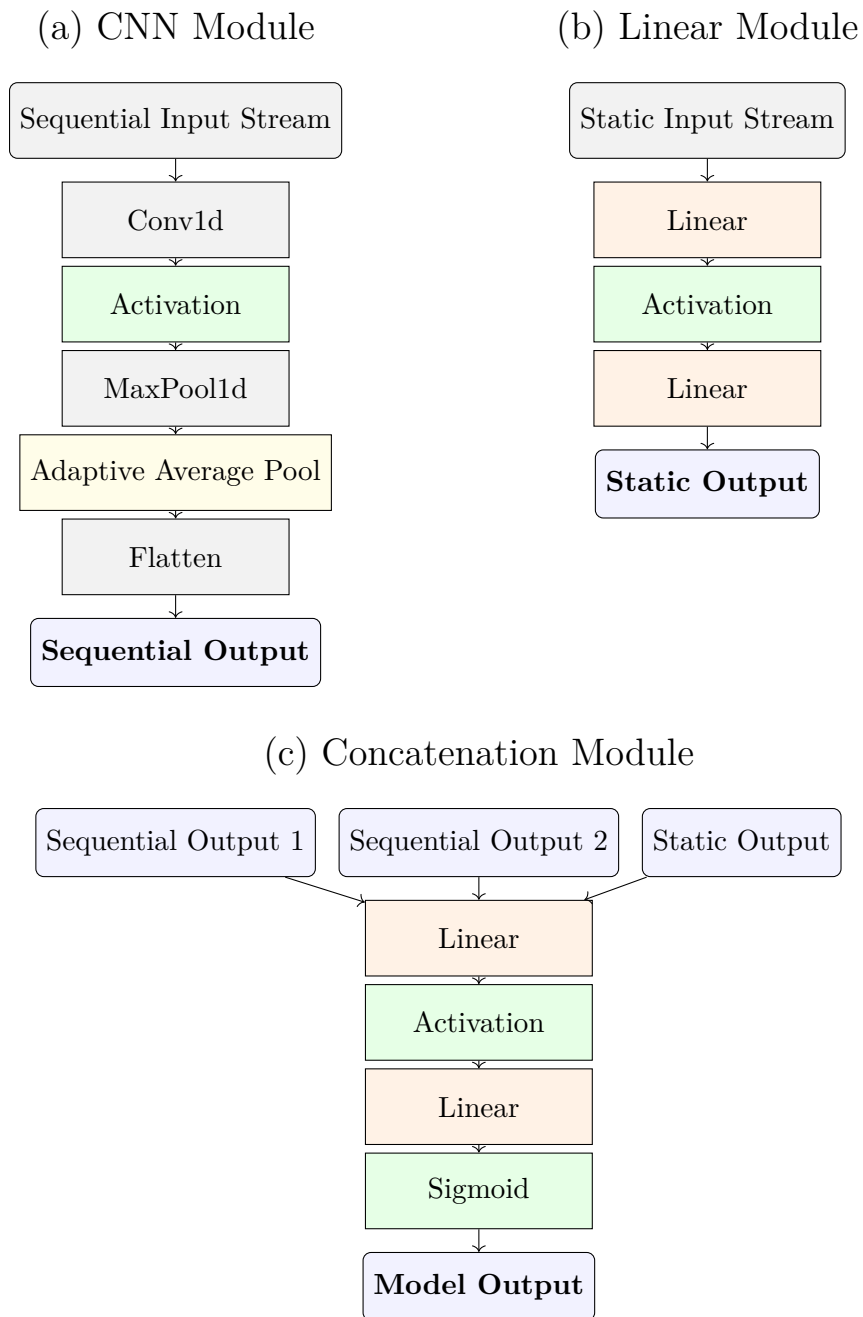 (a) CNN Module
Sequential Input Stream
Conv1d
Activation
MaxPool1d
Adaptive Average Pool
Flatten
Sequential Output
(b) Linear Module
Static Input Stream
Linear
Activation
Linear
Static Output
(c) Concatenation Module
Sequential Output 1
Sequential Output 2
Static Output
Linear
Activation
Linear
Sigmoid
Model Output